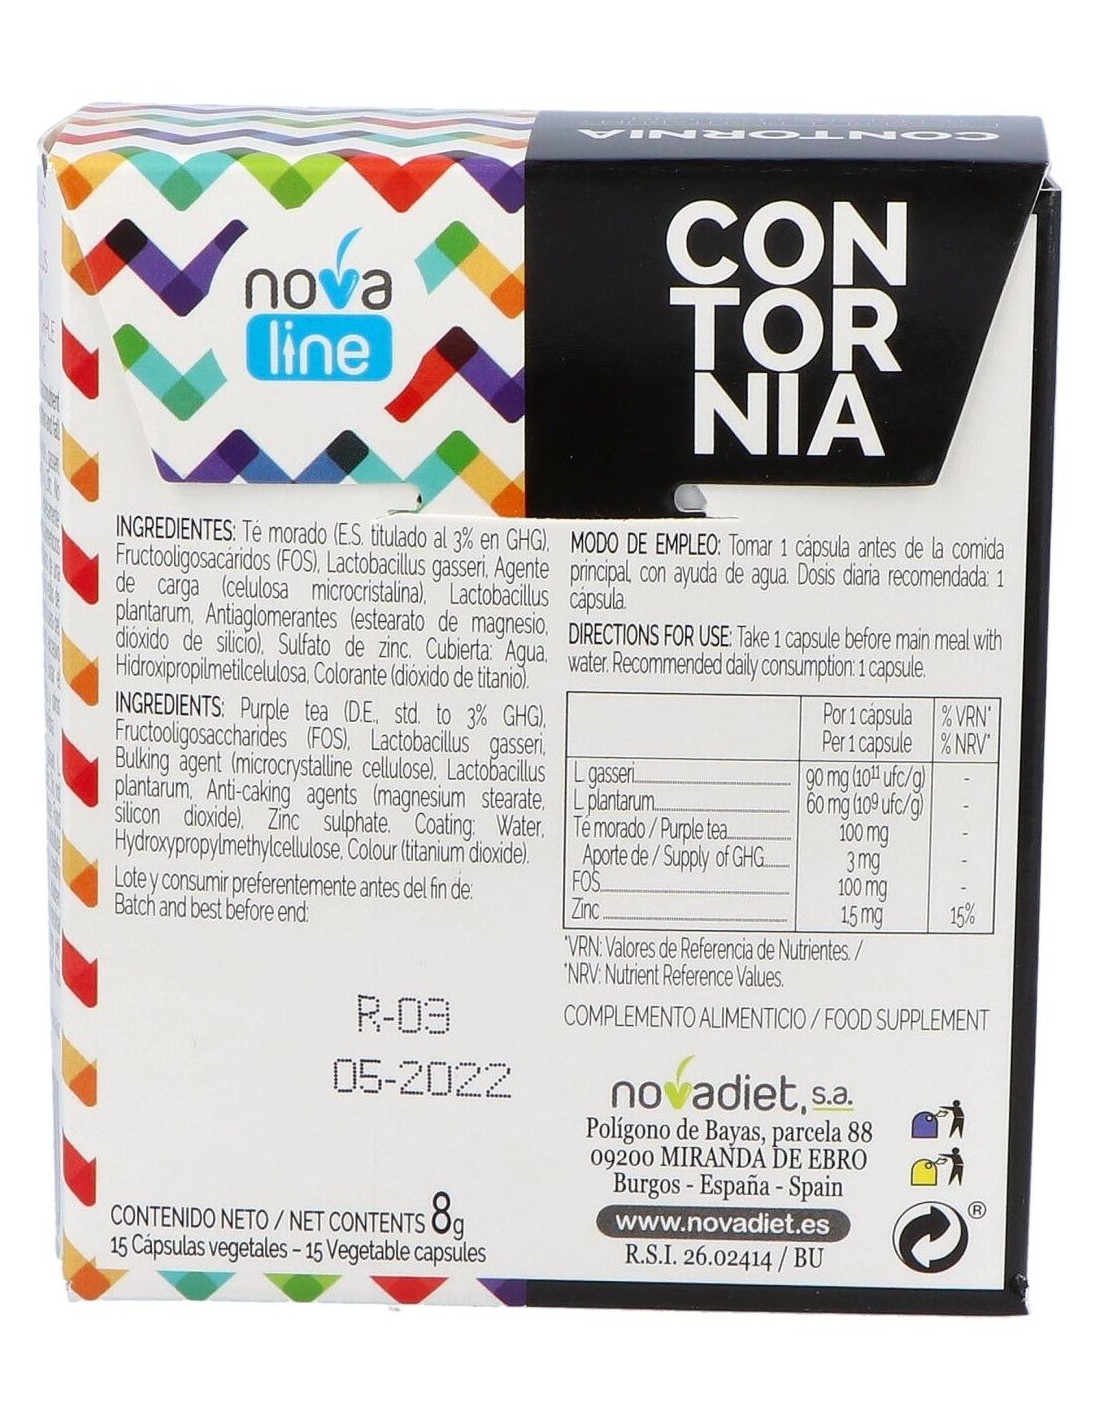 CONTORNIA
nova
line
CON
TOR
NIA
INGREDIENTES: Té morado (E.S. titulado al 3% en GHG),
Fructooligosacáridos (FOS), Lactobacillus gasseri, Agente
de carga (celulosa microcristalina), Lactobacillus
plantarum, Antiaglomerantes (estearato de magnesio,
dióxido de silicio), Sulfato de zinc. Cubierta: Agua,
Hidroxipropilmetilcelulosa, Colorante (dióxido de titanio).
INGREDIENTS: Purple tea (D.E., std. to 3% GHG),
Fructooligosaccharides (FOS), Lactobacillus gasseri,
Bulking agent (microcrystalline cellulose), Lactobacillus
plantarum, Anti-caking agents (magnesium stearate,
silicon dioxide), Zinc sulphate. Coating: Water,
Hydroxypropylmethylcellulose, Colour (titanium dioxide).
Lote y consumir preferentemente antes del fin de:
Batch and best before end:
R-03
05-2022
CONTENIDO NETO / NET CONTENTS 8g
15 Cápsulas vegetales – 15 Vegetable capsules
MODO DE EMPLEO: Tomar 1 cápsula antes de la comida
principal, con ayuda de agua. Dosis diaria recomendada: 1
cápsula.
DIRECTIONS FOR USE: Take 1 capsule before main meal with
water. Recommended daily consumption: 1 capsule.
Por 1 cápsula % VRN*
Per 1 capsule % NRV*
L. gasseri 90 mg (10¹¹ ufc/g) -
L. plantarum 60 mg (10⁹ ufc/g) -
Té morado / Purple tea 100 mg -
Aporte de / Supply of GHG 3 mg -
FOS 100 mg -
Zinc 1,5 mg 15%
*VRN: Valores de Referencia de Nutrientes. /
*NRV: Nutrient Reference Values.
COMPLEMENTO ALIMENTICIO / FOOD SUPPLEMENT
novadiet, s.a.
Polígono de Bayas, parcela 88
09200 MIRANDA DE EBRO
Burgos - España - Spain
www.novadiet.es
R.S.I. 26.02414 / BU
®